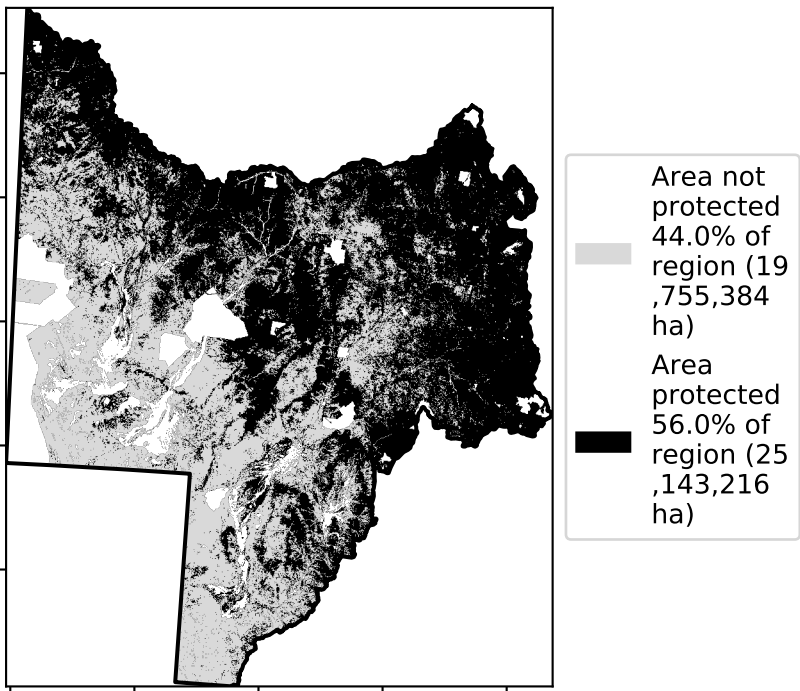 Area not
protected
44.0% of
region (19
,755,384
ha)
Area
protected
56.0% of
region (25
,143,216
ha)